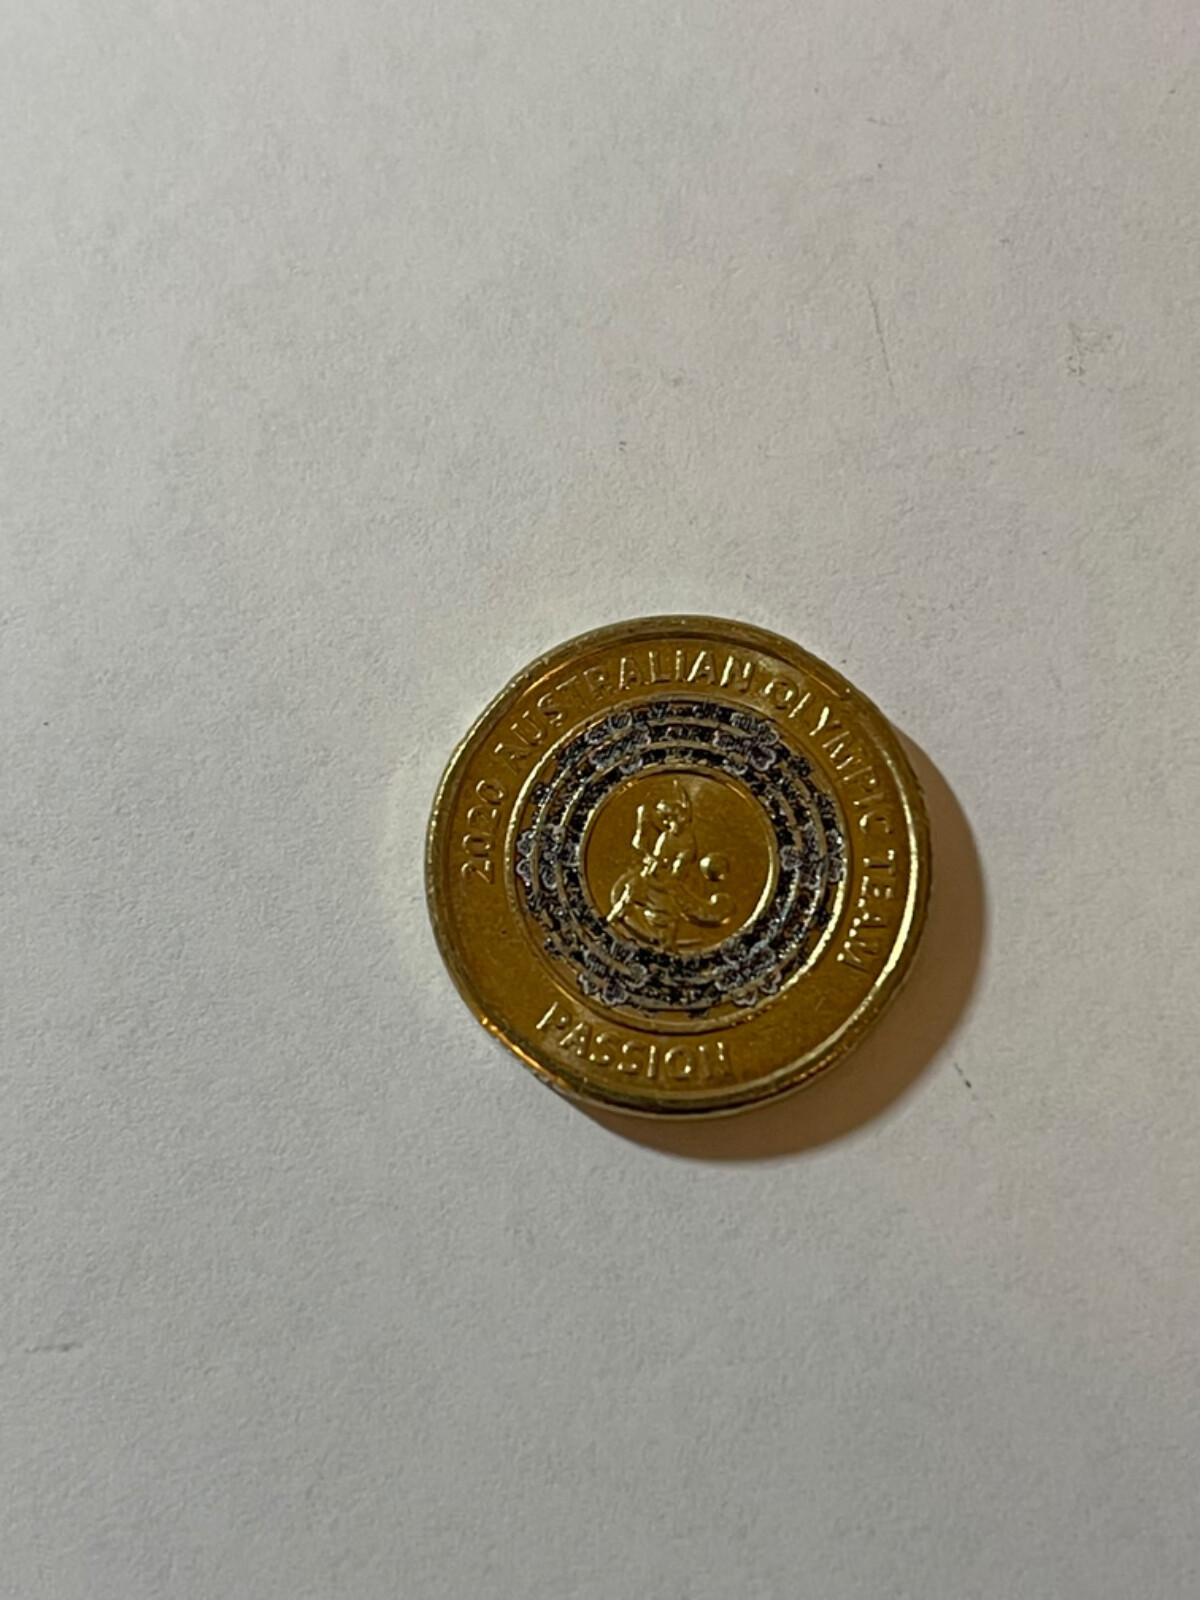 2020 AUSTRALIAN OLYMPIC TEAM
PASSION